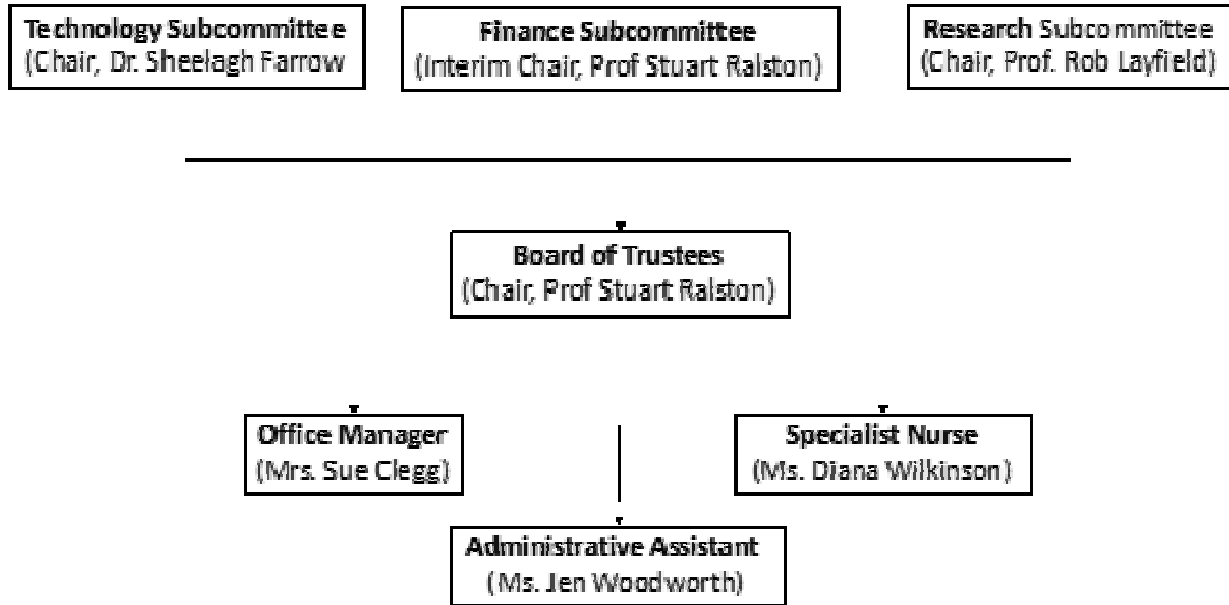 Technology Subcommittee
(Chair, Dr. Sheelagh Farrow
Finance Subcommittee
(Interim Chair, Prof Stuart Ralston)
Research Subcommittee
(Chair, Prof. Rob Layfield)
Board of Trustees
(Chair, Prof Stuart Ralston)
Office Manager
(Mrs. Sue Clegg)
Specialist Nurse
(Ms. Diana Wilkinson)
Administrative Assistant
(Ms. Jen Woodworth)